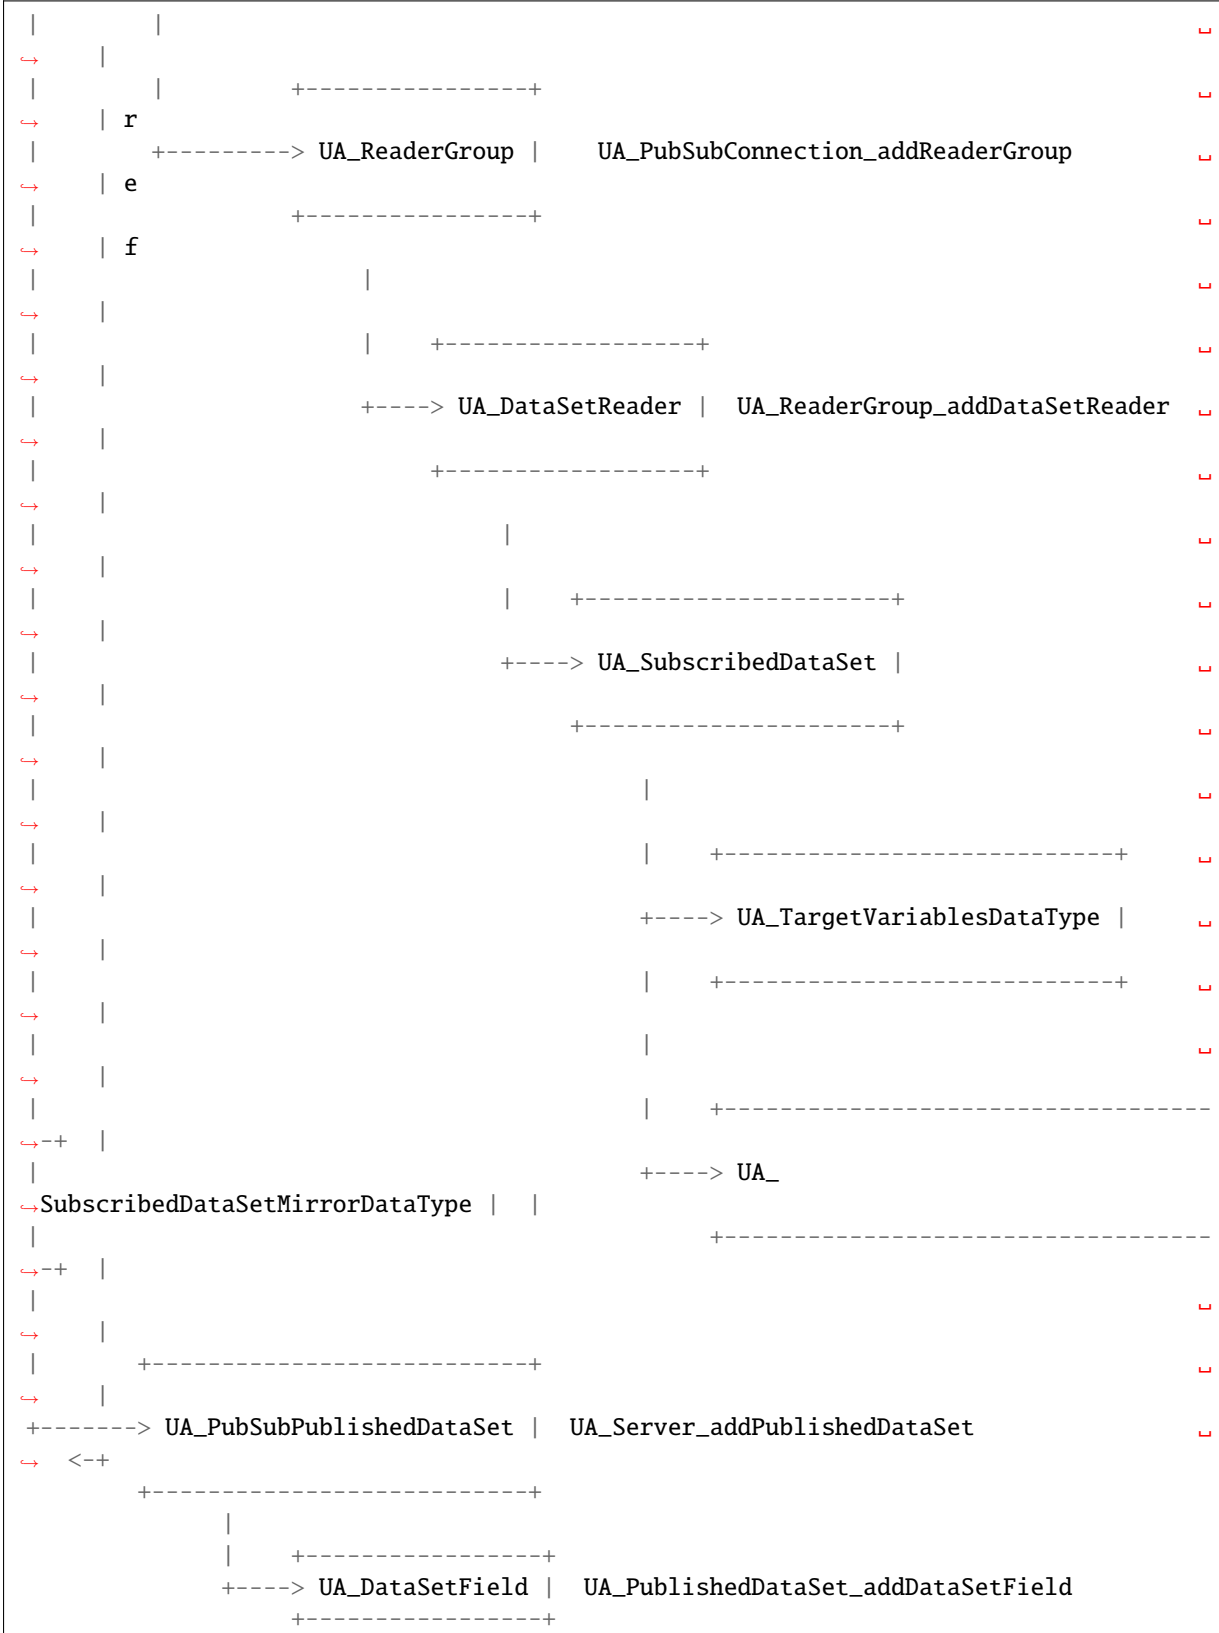 |        |                                                                          ␣
↪     |
|        |         +----------------+                                               ␣
↪     | r
|        +---------> UA_ReaderGroup |    UA_PubSubConnection_addReaderGroup         ␣
↪     | e
|                  +----------------+                                               ␣
↪     | f
|                       |                                                           ␣
↪     |
|                       |    +------------------+                                   ␣
↪     |
|                       +----> UA_DataSetReader |  UA_ReaderGroup_addDataSetReader  ␣
↪     |
|                            +------------------+                                   ␣
↪     |
|                                 |                                                 ␣
↪     |
|                                 |    +----------------------+                     ␣
↪     |
|                                 +----> UA_SubscribedDataSet |                     ␣
↪     |
|                                      +----------------------+                     ␣
↪     |
|                                           |                                       ␣
↪     |
|                                           |    +----------------------------+     ␣
↪     |
|                                           +----> UA_TargetVariablesDataType |     ␣
↪     |
|                                           |    +----------------------------+     ␣
↪     |
|                                           |                                       ␣
↪     |
|                                           |    +----------------------------------
↪-+  |
|                                           +----> UA_
↪SubscribedDataSetMirrorDataType |  |
|                                                +----------------------------------
↪-+  |
|                                                                                   ␣
↪     |
|       +---------------------------+                                               ␣
↪     |
+-------> UA_PubSubPublishedDataSet |  UA_Server_addPublishedDataSet                ␣
↪  <-+
        +---------------------------+
              |
              |    +-----------------+
              +----> UA_DataSetField |  UA_PublishedDataSet_addDataSetField
                   +-----------------+